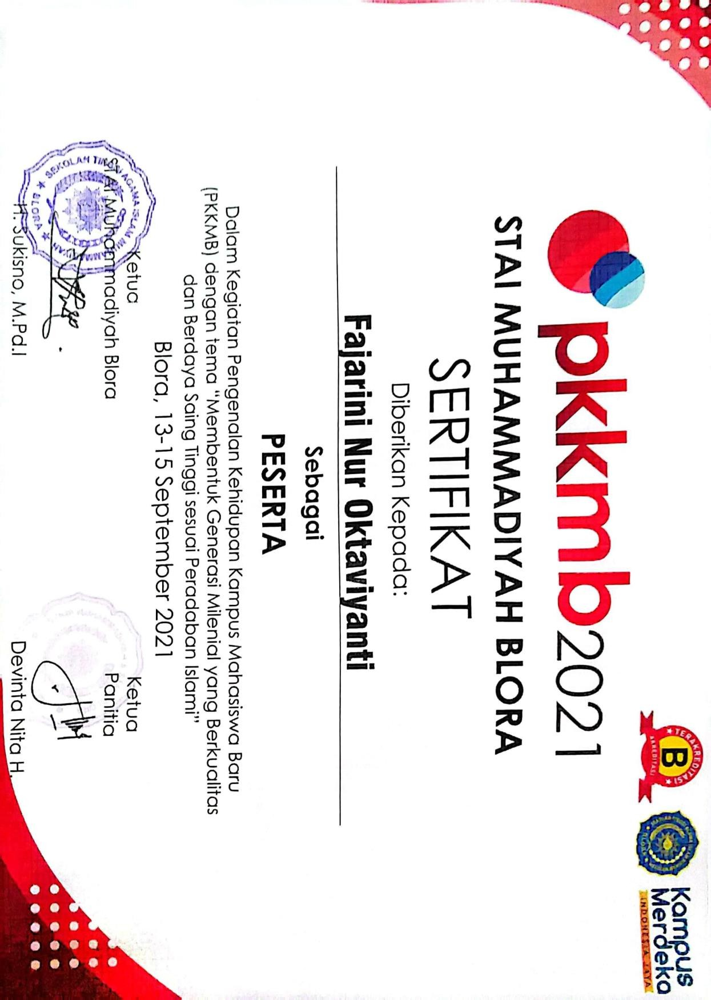 TERAKREDITASI
B
AKREDITASI
Kampus
Merdeka
INDONESIA JAYA
pkkmb2021
STAI MUHAMMADIYAH BLORA
SERTIFIKAT
Diberikan Kepada:
Fajarini Nur Oktaviyanti
Sebagai
PESERTA
Dalam Kegiatan Pengenalan Kehidupan Kampus Mahasiswa Baru
(PKKMB) dengan tema "Membentuk Generasi Milenial yang Berkualitas
dan Berdaya Saing Tinggi sesuai Peradaban Islami"
Blora, 13-15 September 2021
Ketua
STAI Muhammadiyah Blora
SEKOLAH TINGGI AGAMA ISLAM MUHAMMADIYAH
BLORA
H. Sukisno, M.Pd.I
Ketua
Panitia
Devinta Nita H.